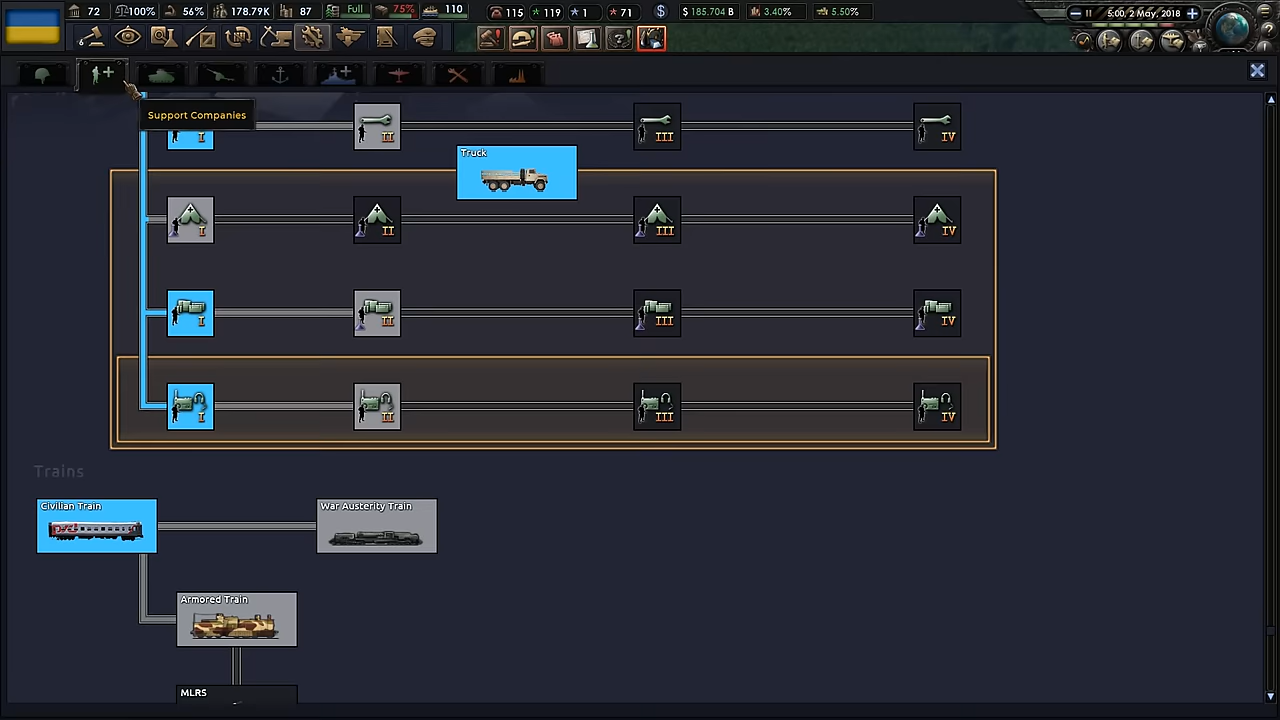 72 100% 56% 178.79K 87 Full 75% 110 115 119 1 71 $ $ 185.704 B 3.40% 5.50% 5:00, 2 May, 2018
Support Companies
I II III IV
Truck
I II III IV
I II III IV
I II III IV
Trains
Civilian Train War Austerity Train
Armored Train
MLRS